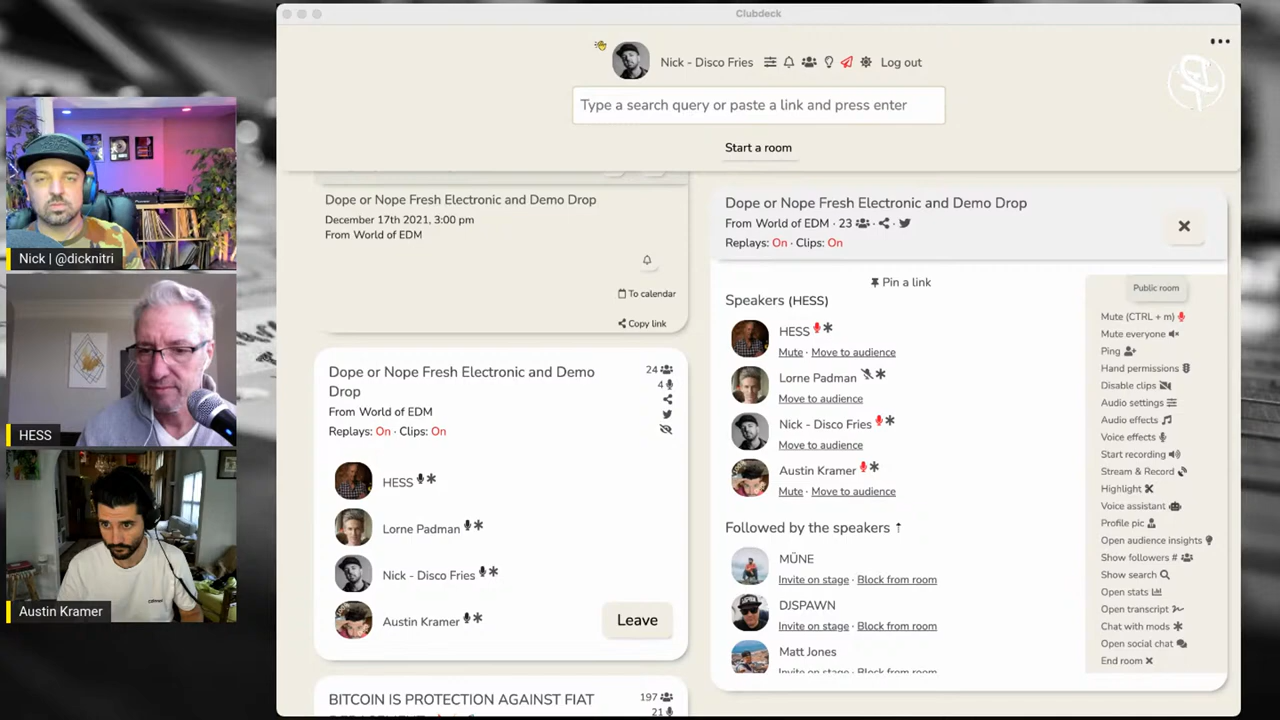 Clubdeck
Nick - Disco Fries Log out
Type a search query or paste a link and press enter
Start a room
Nick | @dicknitri
HESS
Austin Kramer
Dope or Nope Fresh Electronic and Demo Drop
December 17th 2021, 3:00 pm
From World of EDM
To calendar
Copy link
Dope or Nope Fresh Electronic and Demo
Drop
24
4
From World of EDM
Replays: On · Clips: On
HESS
Lorne Padman
Nick - Disco Fries
Austin Kramer
Leave
BITCOIN IS PROTECTION AGAINST FIAT
197
21
Dope or Nope Fresh Electronic and Demo Drop
From World of EDM · 23
Replays: On · Clips: On
Pin a link
Speakers (HESS)
HESS
Mute · Move to audience
Lorne Padman
Move to audience
Nick - Disco Fries
Move to audience
Austin Kramer
Mute · Move to audience
Followed by the speakers
MÜNE
Invite on stage · Block from room
DJSPAWN
Invite on stage · Block from room
Matt Jones
Invite on stage · Block from room
Public room
Mute (CTRL + m)
Mute everyone
Ping
Hand permissions
Disable clips
Audio settings
Audio effects
Voice effects
Start recording
Stream & Record
Highlight
Voice assistant
Profile pic
Open audience insights
Show followers #
Show search
Open stats
Open transcript
Chat with mods
Open social chat
End room